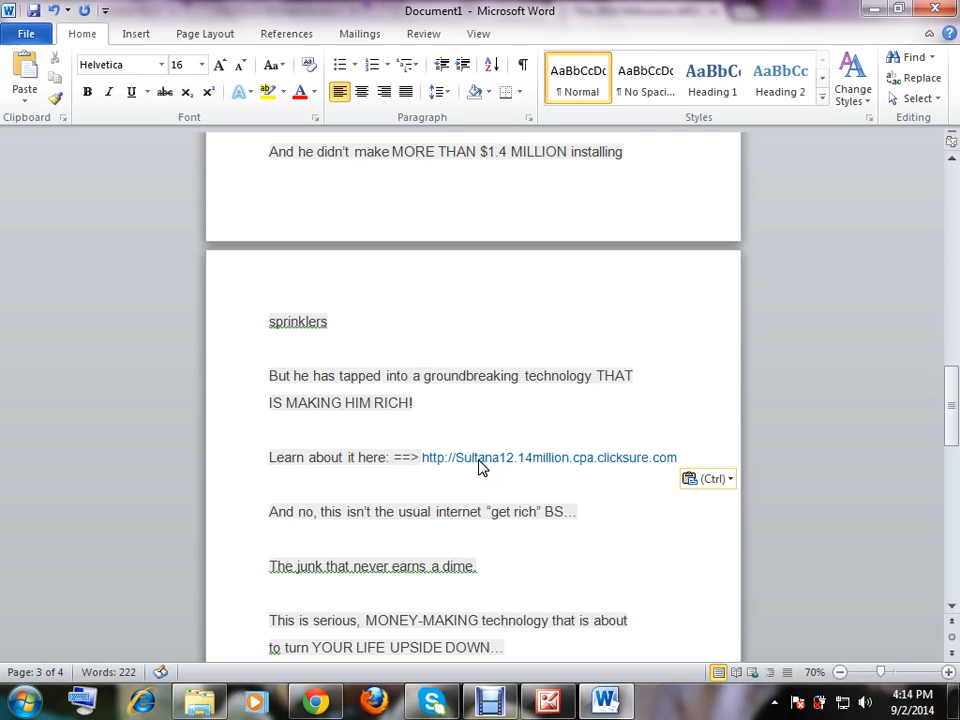 Document1 - Microsoft Word
File
Home
Insert
Page Layout
References
Mailings
Review
View
Paste
Clipboard
Helvetica
16
Font
Paragraph
AaBbCcDc
¶ Normal
AaBbCcDc
¶ No Spaci...
AaBbCc
Heading 1
AaBbCc
Heading 2
Change
Styles
Styles
Find
Replace
Select
Editing
And he didn't make MORE THAN $1.4 MILLION installing
sprinklers
But he has tapped into a groundbreaking technology THAT
IS MAKING HIM RICH!
Learn about it here: ==> http://Sultana12.14million.cpa.clicksure.com
(Ctrl)
And no, this isn't the usual internet “get rich” BS…
The junk that never earns a dime.
This is serious, MONEY-MAKING technology that is about
to turn YOUR LIFE UPSIDE DOWN…
Page: 3 of 4
Words: 222
70%
4:14 PM
9/2/2014